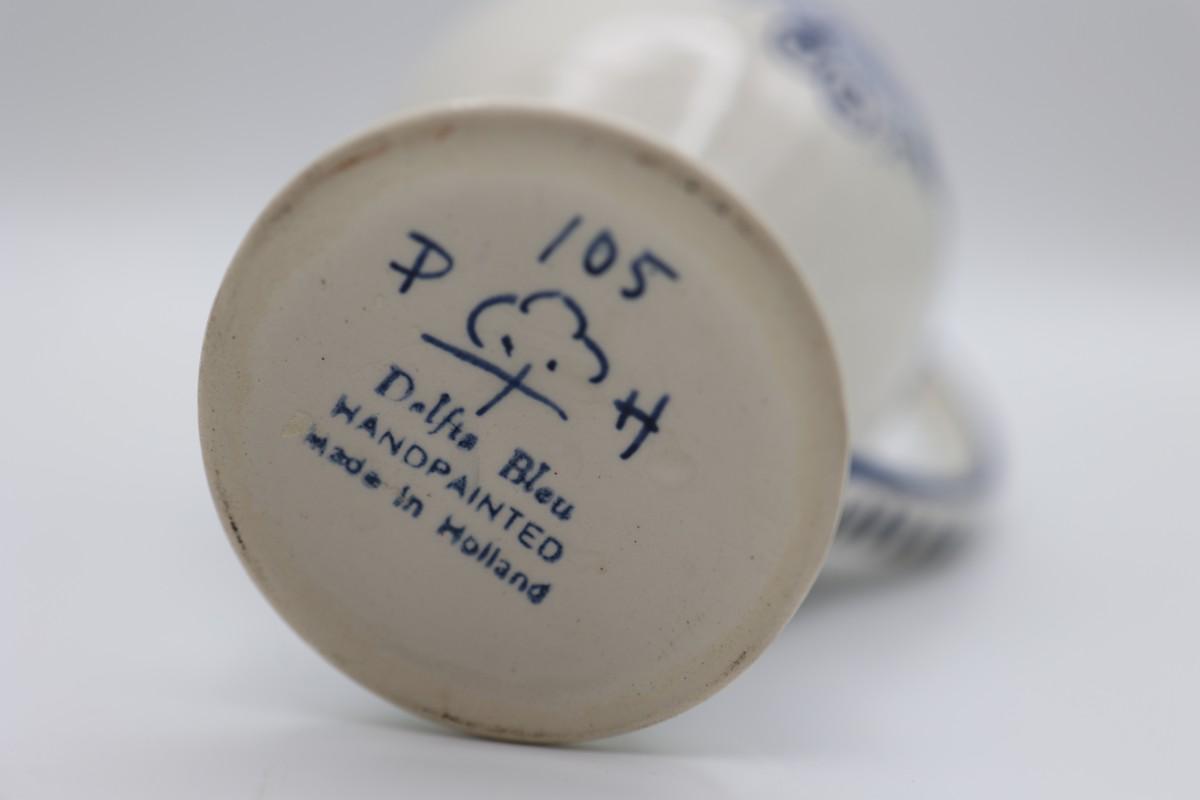 105
D
H
Delfts Bleu
HANDPAINTED
Made in Holland